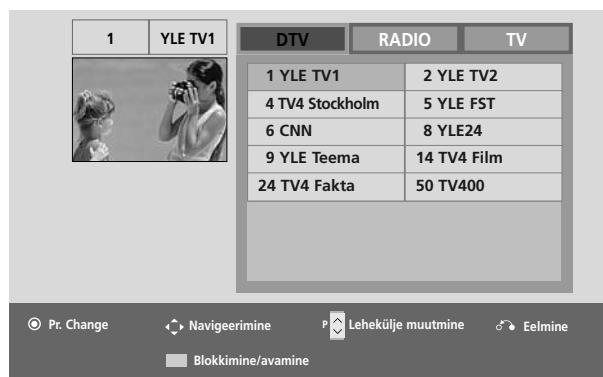 1 YLE TV1
DTV RADIO TV
1 YLE TV1 2 YLE TV2
4 TV4 Stockholm 5 YLE FST
6 CNN 8 YLE24
9 YLE Teema 14 TV4 Film
24 TV4 Fakta 50 TV400
Pr. Change Navigeerimine P Lehekülje muutmine Eelmine
Blokkimine/avamine